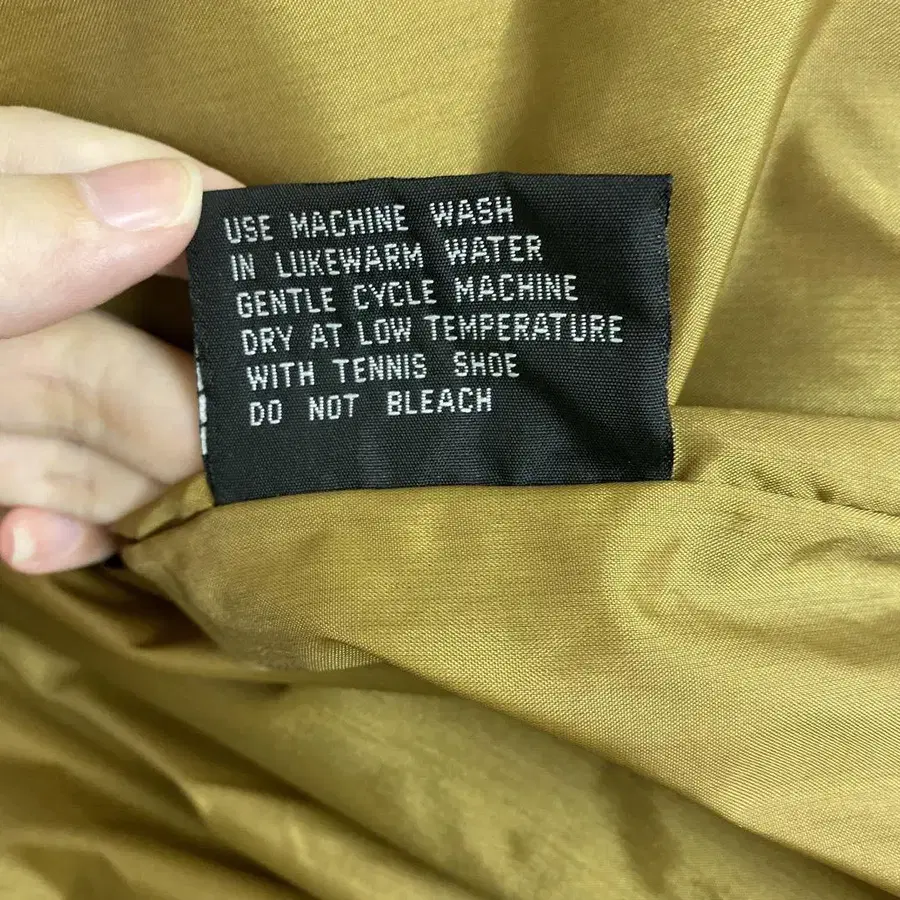 USE MACHINE WASH
IN LUKEWARM WATER
GENTLE CYCLE MACHINE
DRY AT LOW TEMPERATURE
WITH TENNIS SHOE
DO NOT BLEACH